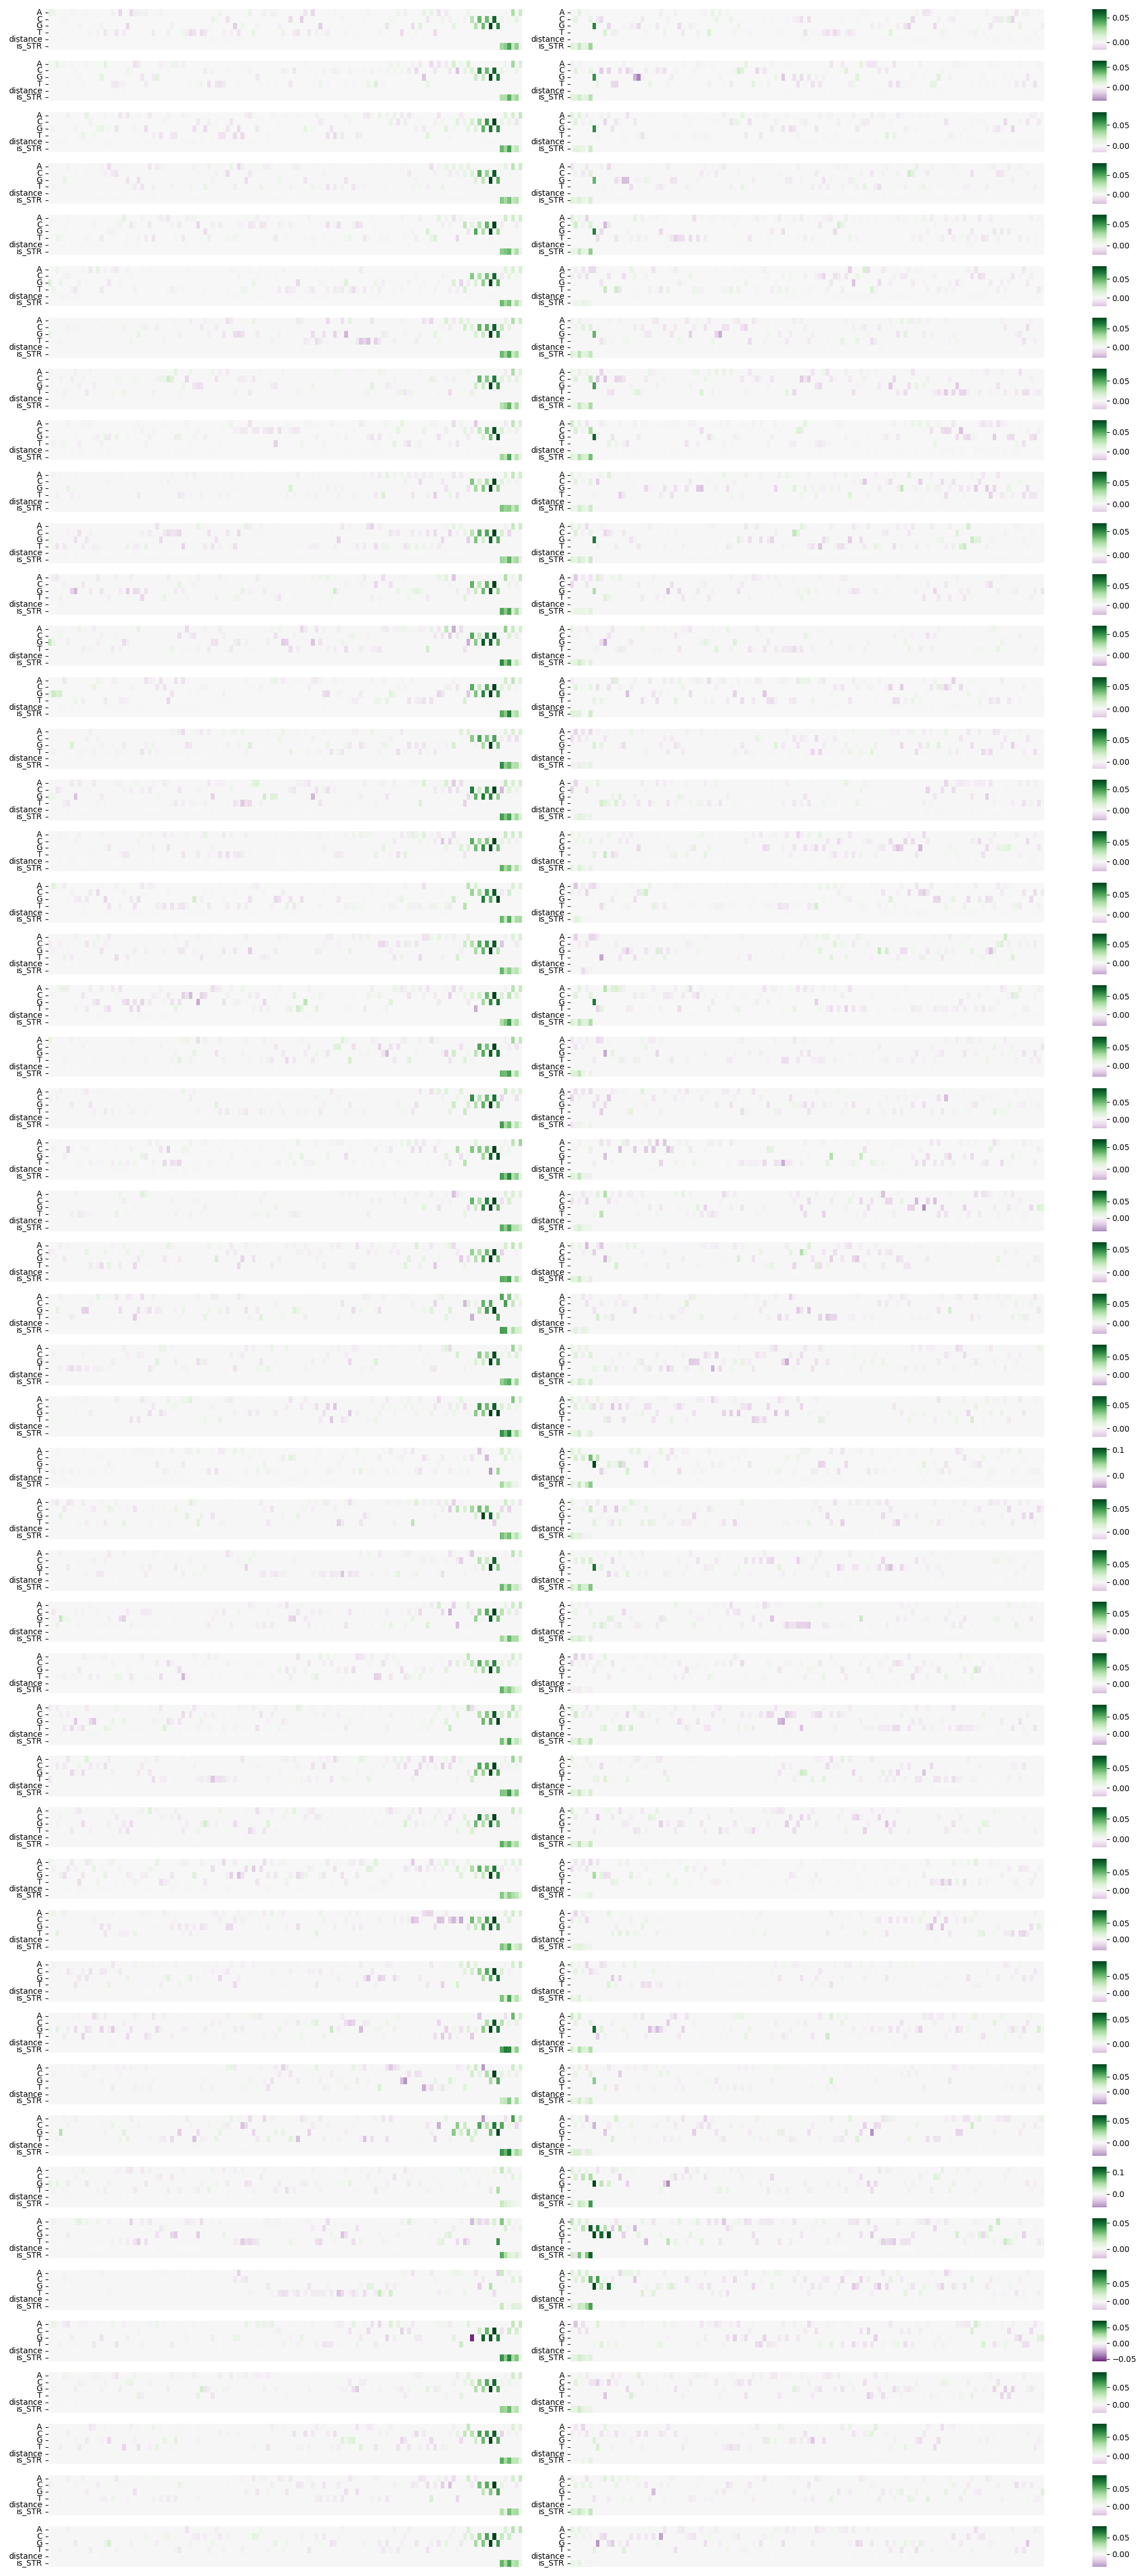 A A
C C 0.05
G G
T T
distance distance 0.00
is_STR is_STR
A A
C C 0.05
G G
T T
distance distance 0.00
is_STR is_STR
A A
C C 0.05
G G
T T
distance distance 0.00
is_STR is_STR
A A
C C 0.05
G G
T T
distance distance 0.00
is_STR is_STR
A A
C C 0.05
G G
T T
distance distance 0.00
is_STR is_STR
A A
C C 0.05
G G
T T
distance distance 0.00
is_STR is_STR
A A
C C 0.05
G G
T T
distance distance 0.00
is_STR is_STR
A A
C C 0.05
G G
T T
distance distance 0.00
is_STR is_STR
A A
C C 0.05
G G
T T
distance distance 0.00
is_STR is_STR
A A
C C 0.05
G G
T T
distance distance 0.00
is_STR is_STR
A A
C C 0.05
G G
T T
distance distance 0.00
is_STR is_STR
A A
C C 0.05
G G
T T
distance distance 0.00
is_STR is_STR
A A
C C 0.05
G G
T T
distance distance 0.00
is_STR is_STR
A A
C C 0.05
G G
T T
distance distance 0.00
is_STR is_STR
A A
C C 0.05
G G
T T
distance distance 0.00
is_STR is_STR
A A
C C 0.05
G G
T T
distance distance 0.00
is_STR is_STR
A A
C C 0.05
G G
T T
distance distance 0.00
is_STR is_STR
A A
C C 0.05
G G
T T
distance distance 0.00
is_STR is_STR
A A
C C 0.05
G G
T T
distance distance 0.00
is_STR is_STR
A A
C C 0.05
G G
T T
distance distance 0.00
is_STR is_STR
A A
C C 0.05
G G
T T
distance distance 0.00
is_STR is_STR
A A
C C 0.05
G G
T T
distance distance 0.00
is_STR is_STR
A A
C C 0.05
G G
T T
distance distance 0.00
is_STR is_STR
A A
C C 0.05
G G
T T
distance distance 0.00
is_STR is_STR
A A
C C 0.05
G G
T T
distance distance 0.00
is_STR is_STR
A A
C C 0.05
G G
T T
distance distance 0.00
is_STR is_STR
A A
C C 0.05
G G
T T
distance distance 0.00
is_STR is_STR
A A
C C 0.05
G G
T T
distance distance 0.00
is_STR is_STR
A A 0.1
C C
G G
T T 0.0
distance distance
is_STR is_STR
A A
C C 0.05
G G
T T
distance distance 0.00
is_STR is_STR
A A
C C 0.05
G G
T T
distance distance 0.00
is_STR is_STR
A A
C C 0.05
G G
T T
distance distance 0.00
is_STR is_STR
A A
C C 0.05
G G
T T
distance distance 0.00
is_STR is_STR
A A
C C 0.05
G G
T T
distance distance 0.00
is_STR is_STR
A A
C C 0.05
G G
T T
distance distance 0.00
is_STR is_STR
A A
C C 0.05
G G
T T
distance distance 0.00
is_STR is_STR
A A
C C 0.05
G G
T T
distance distance 0.00
is_STR is_STR
A A
C C 0.05
G G
T T
distance distance 0.00
is_STR is_STR
A A
C C 0.05
G G
T T
distance distance 0.00
is_STR is_STR
A A
C C 0.05
G G
T T
distance distance 0.00
is_STR is_STR
A A
C C 0.05
G G
T T
distance distance 0.00
is_STR is_STR
A A
C C 0.05
G G
T T
distance distance 0.00
is_STR is_STR
A A 0.1
C C
G G
T T 0.0
distance distance
is_STR is_STR
A A
C C 0.05
G G
T T
distance distance 0.00
is_STR is_STR
A A
C C 0.05
G G
T T
distance distance 0.00
is_STR is_STR
A A
C C 0.05
G G
T T 0.00
distance distance
is_STR is_STR −0.05
A A
C C 0.05
G G
T T
distance distance 0.00
is_STR is_STR
A A
C C 0.05
G G
T T
distance distance 0.00
is_STR is_STR
A A
C C 0.05
G G
T T
distance distance 0.00
is_STR is_STR
A A
C C 0.05
G G
T T
distance distance 0.00
is_STR is_STR